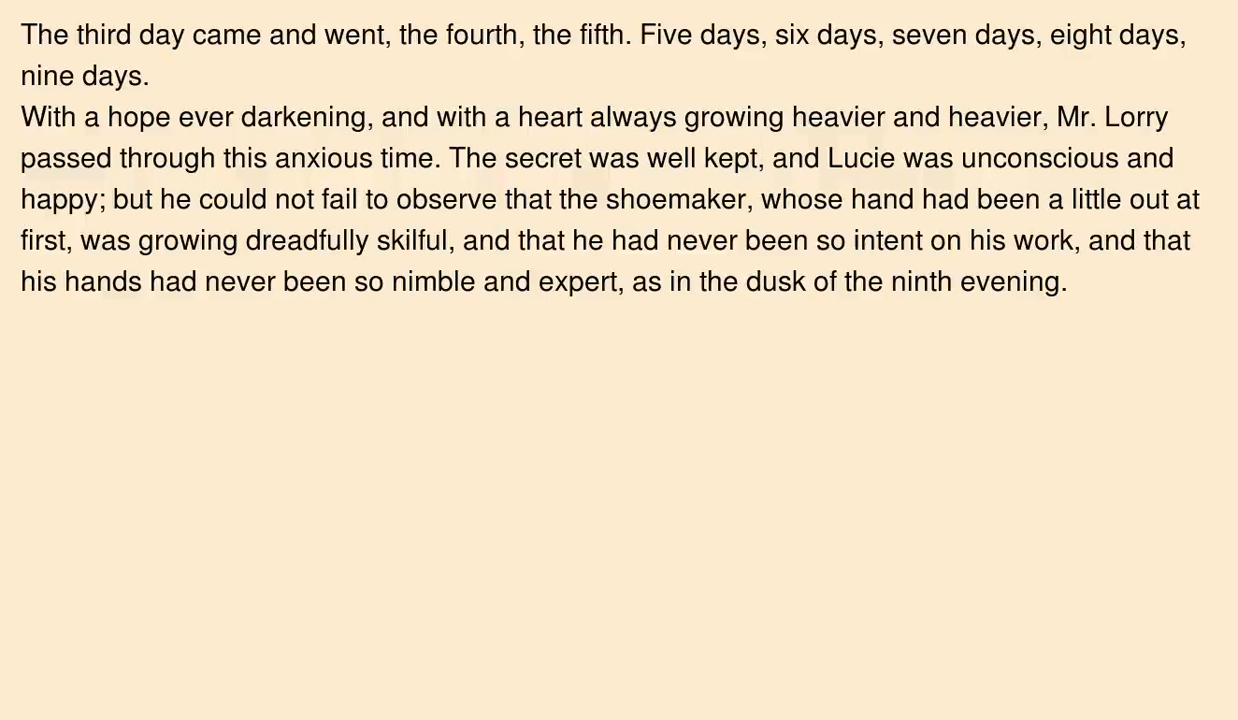 The third day came and went, the fourth, the fifth. Five days, six days, seven days, eight days,
nine days.
With a hope ever darkening, and with a heart always growing heavier and heavier, Mr. Lorry
passed through this anxious time. The secret was well kept, and Lucie was unconscious and
happy; but he could not fail to observe that the shoemaker, whose hand had been a little out at
first, was growing dreadfully skilful, and that he had never been so intent on his work, and that
his hands had never been so nimble and expert, as in the dusk of the ninth evening.